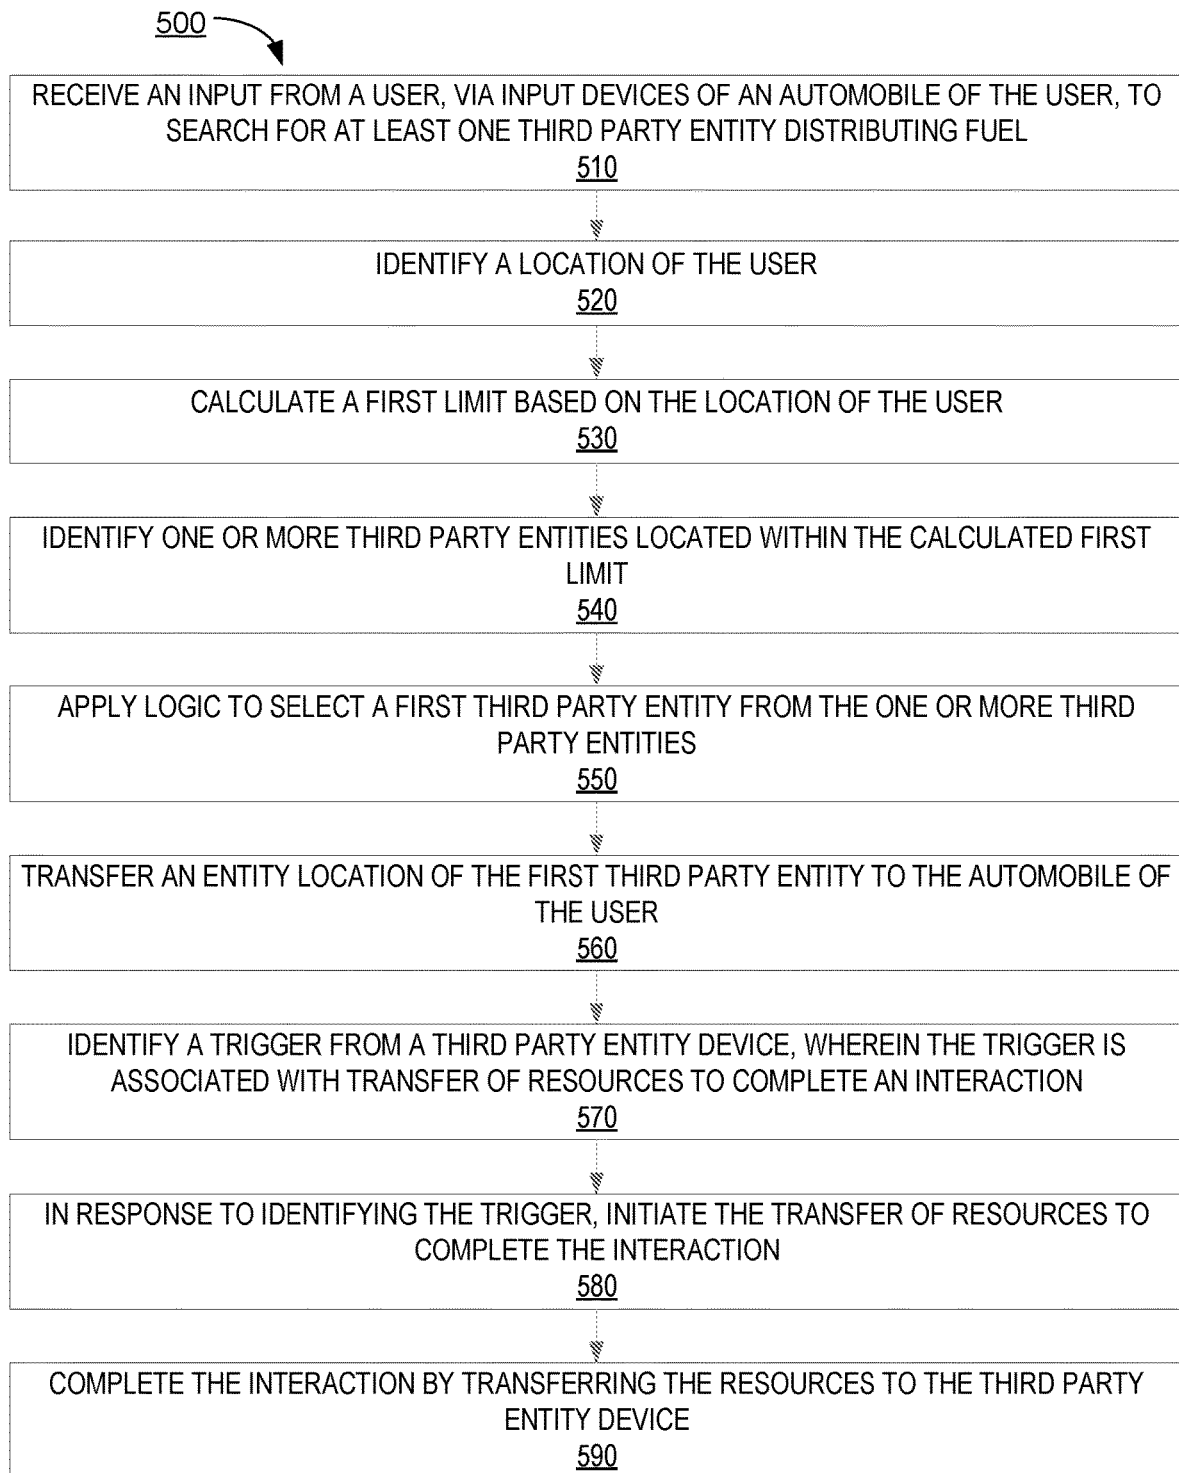 500
RECEIVE AN INPUT FROM A USER, VIA INPUT DEVICES OF AN AUTOMOBILE OF THE USER, TO
SEARCH FOR AT LEAST ONE THIRD PARTY ENTITY DISTRIBUTING FUEL
510
IDENTIFY A LOCATION OF THE USER
520
CALCULATE A FIRST LIMIT BASED ON THE LOCATION OF THE USER
530
IDENTIFY ONE OR MORE THIRD PARTY ENTITIES LOCATED WITHIN THE CALCULATED FIRST
LIMIT
540
APPLY LOGIC TO SELECT A FIRST THIRD PARTY ENTITY FROM THE ONE OR MORE THIRD
PARTY ENTITIES
550
TRANSFER AN ENTITY LOCATION OF THE FIRST THIRD PARTY ENTITY TO THE AUTOMOBILE OF
THE USER
560
IDENTIFY A TRIGGER FROM A THIRD PARTY ENTITY DEVICE, WHEREIN THE TRIGGER IS
ASSOCIATED WITH TRANSFER OF RESOURCES TO COMPLETE AN INTERACTION
570
IN RESPONSE TO IDENTIFYING THE TRIGGER, INITIATE THE TRANSFER OF RESOURCES TO
COMPLETE THE INTERACTION
580
COMPLETE THE INTERACTION BY TRANSFERRING THE RESOURCES TO THE THIRD PARTY
ENTITY DEVICE
590